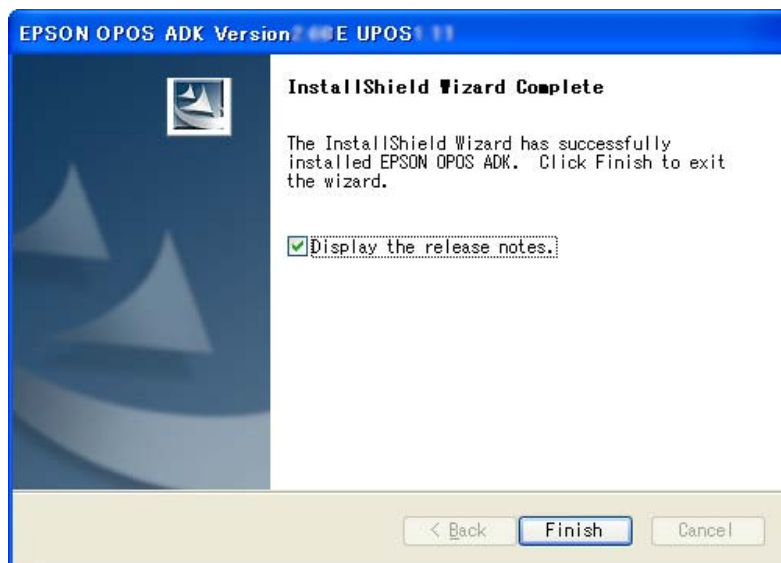 EPSON OPOS ADK Version E UPOS
InstallShield Wizard Complete
The InstallShield Wizard has successfully
installed EPSON OPOS ADK. Click Finish to exit
the wizard.
Display the release notes.
< Back Finish Cancel